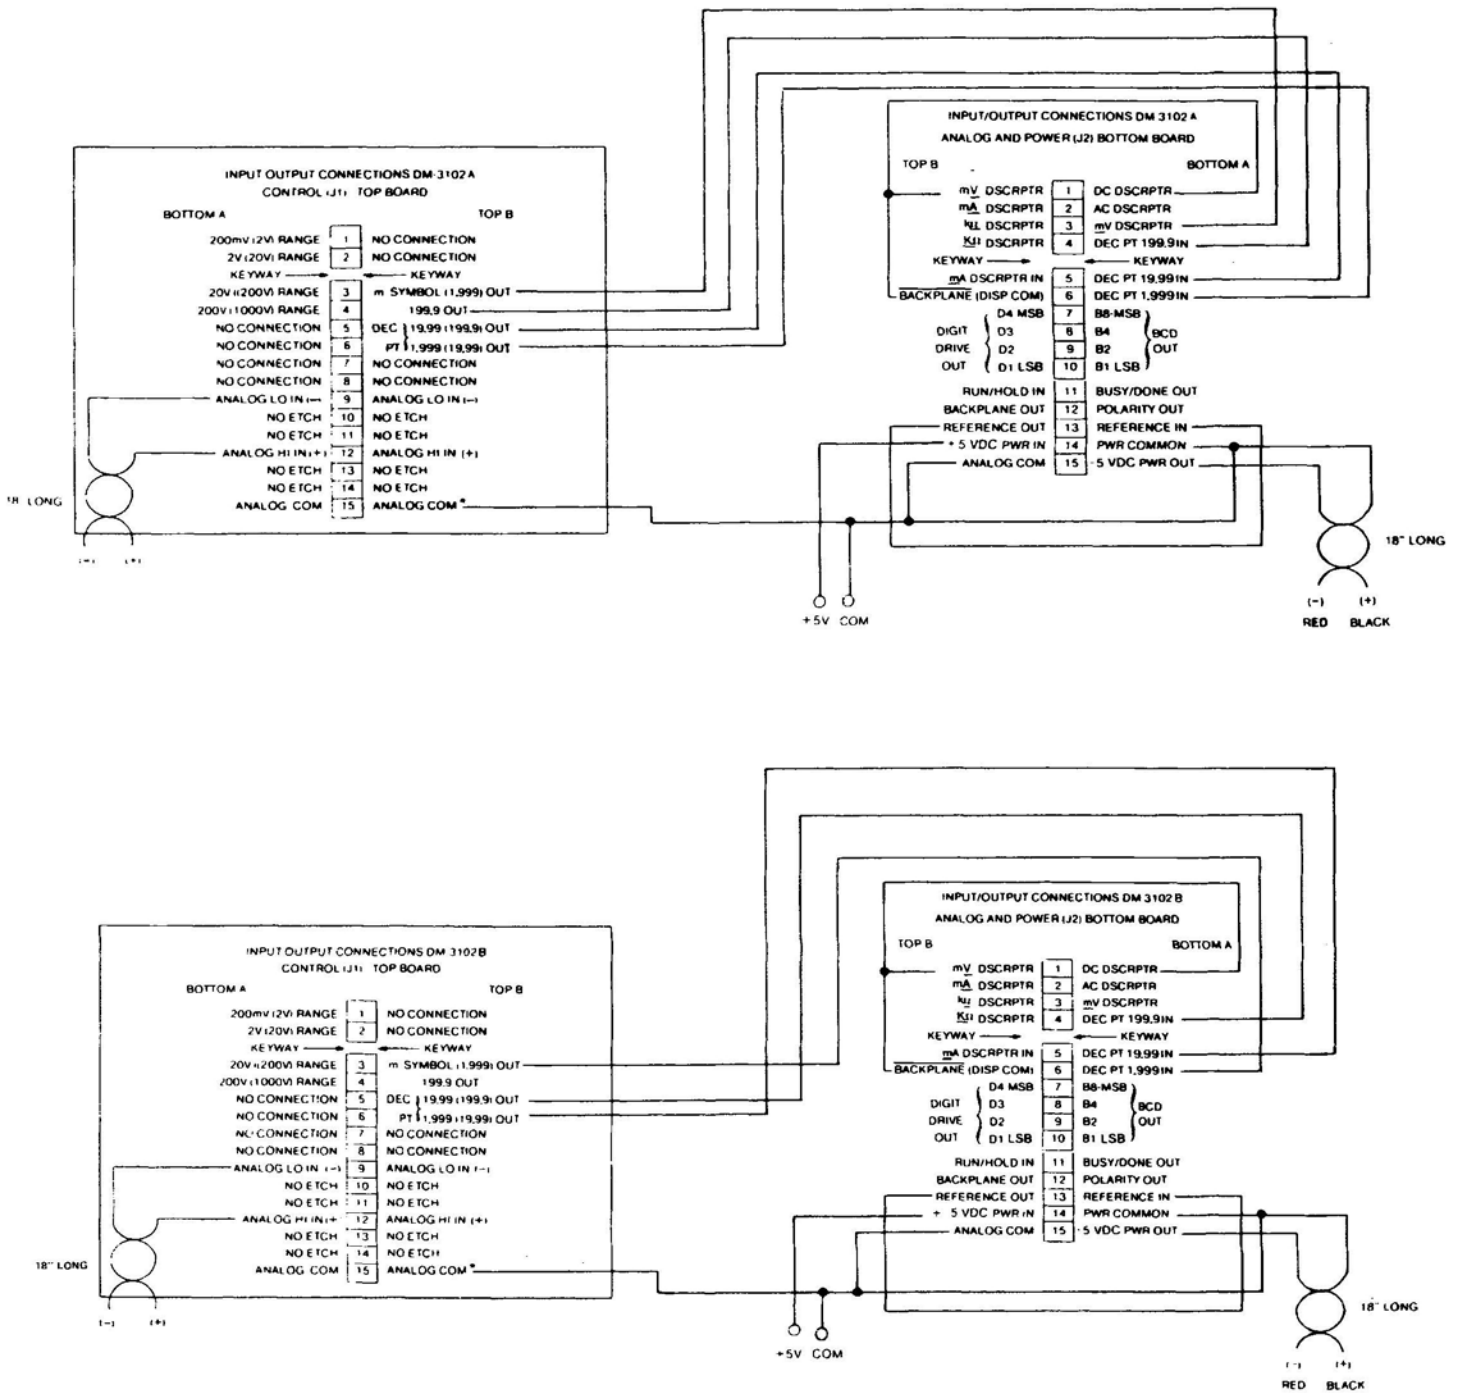 INPUT OUTPUT CONNECTIONS DM-3102A
CONTROL (J1) TOP BOARD
BOTTOM A TOP B
200mV (2V) RANGE 1 NO CONNECTION
2V (20V) RANGE 2 NO CONNECTION
KEYWAY KEYWAY
20V (200V) RANGE 3 m SYMBOL (1,999) OUT
200V (1000V) RANGE 4 199.9 OUT
NO CONNECTION 5 DEC 19.99 (199.9) OUT
NO CONNECTION 6 PT 1,999 (19,99) OUT
NO CONNECTION 7 NO CONNECTION
NO CONNECTION 8 NO CONNECTION
ANALOG LO IN (-) 9 ANALOG LO IN (-)
NO ETCH 10 NO ETCH
NO ETCH 11 NO ETCH
ANALOG HI IN (+) 12 ANALOG HI IN (+)
NO ETCH 13 NO ETCH
NO ETCH 14 NO ETCH
ANALOG COM 15 ANALOG COM*
18" LONG
(-) (+)
INPUT/OUTPUT CONNECTIONS DM 3102 A
ANALOG AND POWER (J2) BOTTOM BOARD
TOP B BOTTOM A
mV DSCRPTR 1 DC DSCRPTR
mA DSCRPTR 2 AC DSCRPTR
DSCRPTR 3 mV DSCRPTR
KΩ DSCRPTR 4 DEC PT 199.9 IN
KEYWAY KEYWAY
mA DSCRPTR IN 5 DEC PT 19.99 IN
BACKPLANE (DISP COM) 6 DEC PT 1,999 IN
D4 MSB 7 B8-MSB
DIGIT D3 8 B4 BCD
DRIVE D2 9 B2 OUT
OUT D1 LSB 10 B1 LSB
RUN/HOLD IN 11 BUSY/DONE OUT
BACKPLANE OUT 12 POLARITY OUT
REFERENCE OUT 13 REFERENCE IN
+ 5 VDC PWR IN 14 PWR COMMON
ANALOG COM 15 -5 VDC PWR OUT
+5V COM
18" LONG
(-) (+)
RED BLACK
INPUT OUTPUT CONNECTIONS DM 3102B
CONTROL (J1) TOP BOARD
BOTTOM A TOP B
200mV (2V) RANGE 1 NO CONNECTION
2V (20V) RANGE 2 NO CONNECTION
KEYWAY KEYWAY
20V (200V) RANGE 3 m SYMBOL (1,999) OUT
200V (1000V) RANGE 4 199.9 OUT
NO CONNECTION 5 DEC 19.99 (199.9) OUT
NO CONNECTION 6 PT 1,999 (19,99) OUT
NO CONNECTION 7 NO CONNECTION
NO CONNECTION 8 NO CONNECTION
ANALOG LO IN (-) 9 ANALOG LO IN (-)
NO ETCH 10 NO ETCH
NO ETCH 11 NO ETCH
ANALOG HI IN (+ 12 ANALOG HI IN (+)
NO ETCH 13 NO ETCH
NO ETCH 14 NO ETCH
ANALOG COM 15 ANALOG COM*
18" LONG
(-) (+)
INPUT/OUTPUT CONNECTIONS DM 3102 B
ANALOG AND POWER (J2) BOTTOM BOARD
TOP B BOTTOM A
mV DSCRPTR 1 DC DSCRPTR
mA DSCRPTR 2 AC DSCRPTR
DSCRPTR 3 mV DSCRPTR
KΩ DSCRPTR 4 DEC PT 199.9 IN
KEYWAY KEYWAY
mA DSCRPTR IN 5 DEC PT 19.99 IN
BACKPLANE (DISP COM) 6 DEC PT 1,999 IN
D4 MSB 7 B8-MSB
DIGIT D3 8 B4 BCD
DRIVE D2 9 B2 OUT
OUT D1 LSB 10 B1 LSB
RUN/HOLD IN 11 BUSY/DONE OUT
BACKPLANE OUT 12 POLARITY OUT
REFERENCE OUT 13 REFERENCE IN
+ 5 VDC PWR IN 14 PWR COMMON
ANALOG COM 15 -5 VDC PWR OUT
+5V COM
18" LONG
(-) (+)
RED BLACK